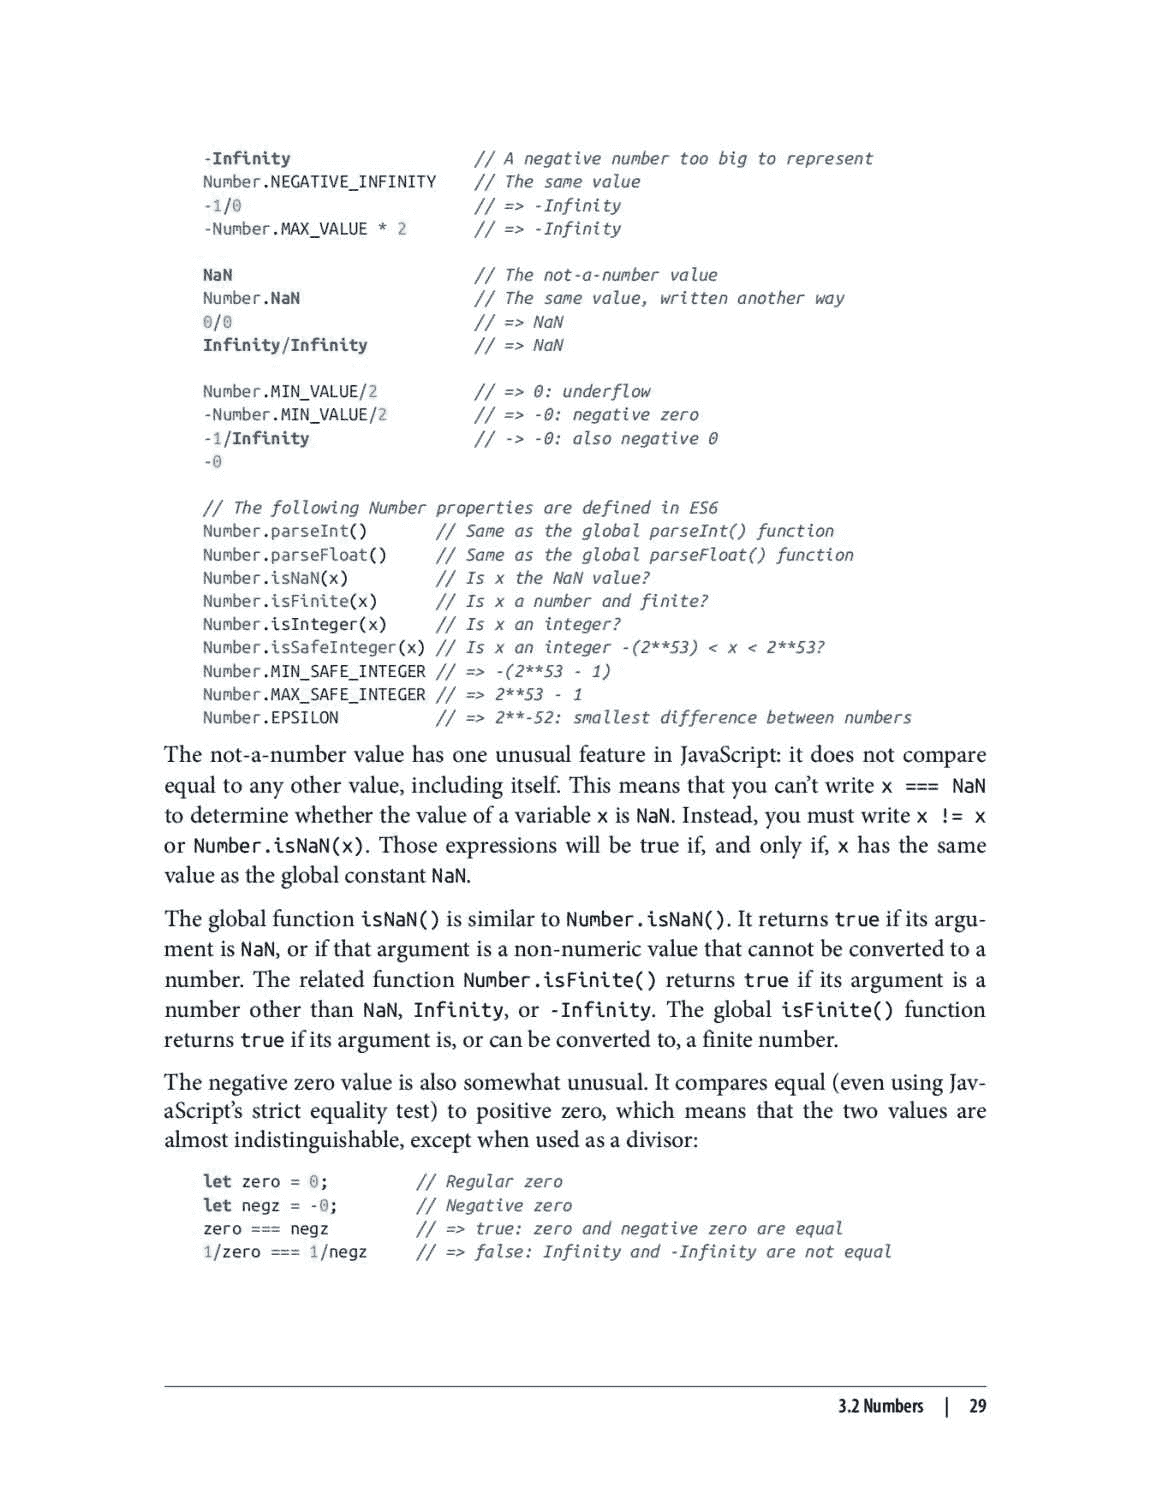 -Infinity // A negative number too big to represent
Number.NEGATIVE_INFINITY // The same value
-1/0 // => -Infinity
-Number.MAX_VALUE * 2 // => -Infinity
NaN // The not-a-number value
Number.NaN // The same value, written another way
0/0 // => NaN
Infinity/Infinity // => NaN
Number.MIN_VALUE/2 // => 0: underflow
-Number.MIN_VALUE/2 // => -0: negative zero
-1/Infinity // -> -0: also negative 0
-0
// The following Number properties are defined in ES6
Number.parseInt() // Same as the global parseInt() function
Number.parseFloat() // Same as the global parseFloat() function
Number.isNaN(x) // Is x the NaN value?
Number.isFinite(x) // Is x a number and finite?
Number.isInteger(x) // Is x an integer?
Number.isSafeInteger(x) // Is x an integer -(2**53) < x < 2**53?
Number.MIN_SAFE_INTEGER // => -(2**53 - 1)
Number.MAX_SAFE_INTEGER // => 2**53 - 1
Number.EPSILON // => 2**-52: smallest difference between numbers
The not-a-number value has one unusual feature in JavaScript: it does not compare
equal to any other value, including itself. This means that you can't write x === NaN
to determine whether the value of a variable x is NaN. Instead, you must write x != x
or Number.isNaN(x). Those expressions will be true if, and only if, x has the same
value as the global constant NaN.
The global function isNaN() is similar to Number.isNaN(). It returns true if its argu-
ment is NaN, or if that argument is a non-numeric value that cannot be converted to a
number. The related function Number.isFinite() returns true if its argument is a
number other than NaN, Infinity, or -Infinity. The global isFinite() function
returns true if its argument is, or can be converted to, a finite number.
The negative zero value is also somewhat unusual. It compares equal (even using Jav-
aScript's strict equality test) to positive zero, which means that the two values are
almost indistinguishable, except when used as a divisor:
let zero = 0; // Regular zero
let negz = -0; // Negative zero
zero === negz // => true: zero and negative zero are equal
1/zero === 1/negz // => false: Infinity and -Infinity are not equal
3.2 Numbers | 29